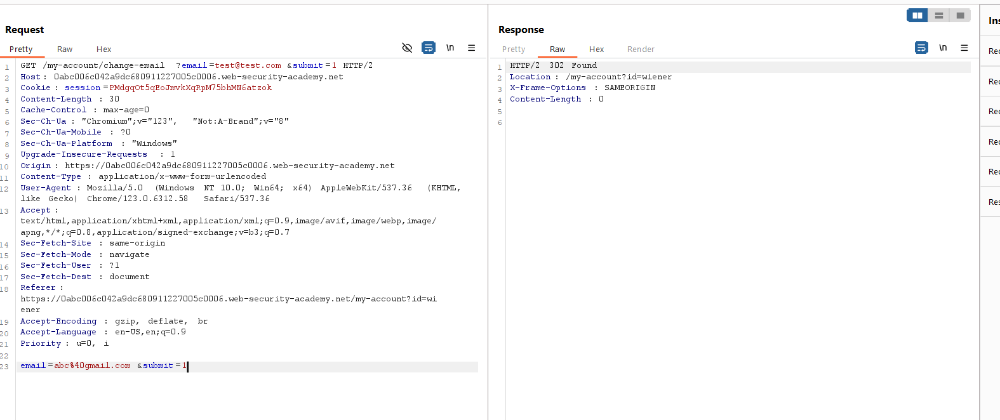 Request
Pretty Raw Hex \n
1 GET /my-account/change-email ?email=test@test.com &submit=1 HTTP/2
2 Host: 0abc006c042a9dc680911227005c0006.web-security-academy.net
3 Cookie: session=PMdgqOt5qEoJmvkXqRpM75bhMN6atzok
4 Content-Length : 30
5 Cache-Control : max-age=0
6 Sec-Ch-Ua : "Chromium";v="123", "Not:A-Brand";v="8"
7 Sec-Ch-Ua-Mobile : ?0
8 Sec-Ch-Ua-Platform : "Windows"
9 Upgrade-Insecure-Requests : 1
10 Origin: https://0abc006c042a9dc680911227005c0006.web-security-academy.net
11 Content-Type : application/x-www-form-urlencoded
12 User-Agent : Mozilla/5.0 (Windows NT 10.0; Win64; x64) AppleWebKit/537.36 (KHTML,
like Gecko) Chrome/123.0.6312.58 Safari/537.36
13 Accept :
text/html,application/xhtml+xml,application/xml;q=0.9,image/avif,image/webp,image/
apng,*/*;q=0.8,application/signed-exchange;v=b3;q=0.7
14 Sec-Fetch-Site : same-origin
15 Sec-Fetch-Mode : navigate
16 Sec-Fetch-User : ?1
17 Sec-Fetch-Dest : document
18 Referer :
https://0abc006c042a9dc680911227005c0006.web-security-academy.net/my-account?id=wi
ener
19 Accept-Encoding : gzip, deflate, br
20 Accept-Language : en-US,en;q=0.9
21 Priority : u=0, i
22
23 email=abc%40gmail.com &submit=1
Response
Pretty Raw Hex Render \n
1 HTTP/2 302 Found
2 Location : /my-account?id=wiener
3 X-Frame-Options : SAMEORIGIN
4 Content-Length : 0
5
6
Ins
Rec
Rec
Rec
Rec
Rec
Res